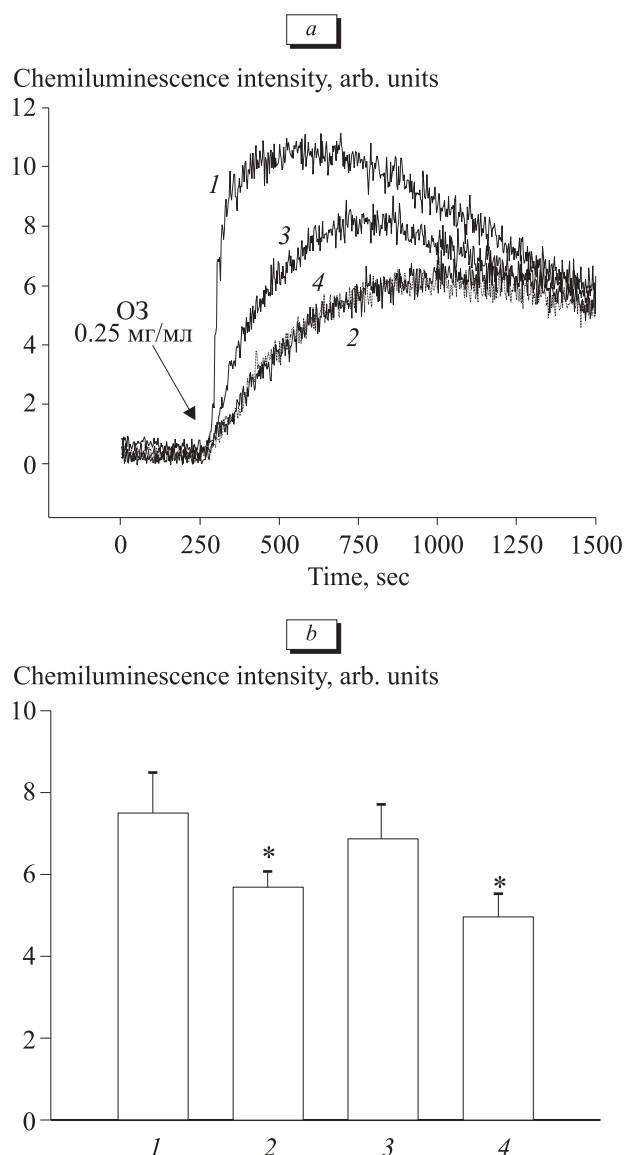 a
Chemiluminescence intensity, arb. units
12
10
8
6
4
2
0
1
3
4
2
ОЗ
0.25 мг/мл
0 250 500 750 1000 1250 1500
Time, sec
b
Chemiluminescence intensity, arb. units
10
8
6
4
2
0
*
*
1 2 3 4